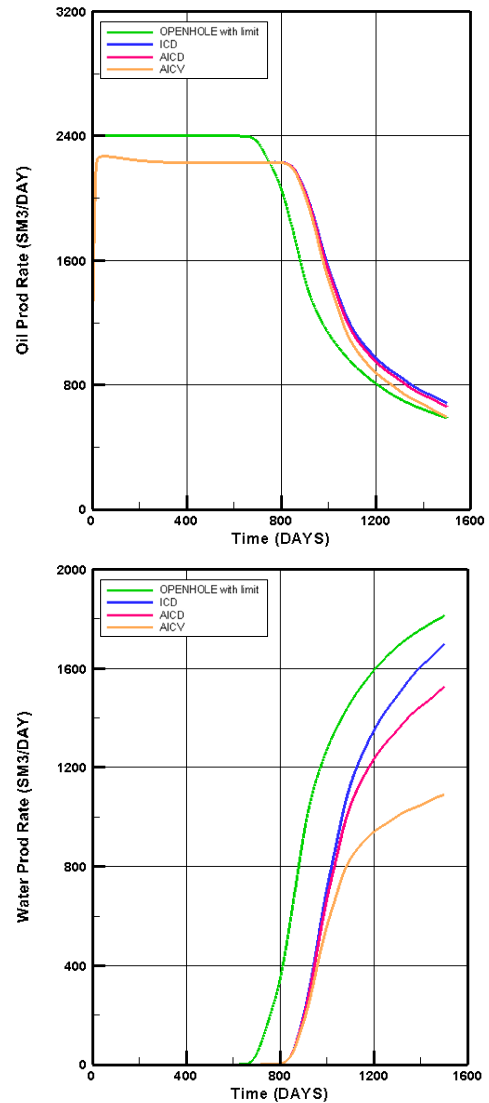 3200
2400
1600
800
0
Oil Prod Rate (SM3/DAY)
OPENHOLE with limit
ICD
AICD
AICV
0
400
800
1200
1600
Time (DAYS)
2000
1600
1200
800
400
0
Water Prod Rate (SM3/DAY)
OPENHOLE with limit
ICD
AICD
AICV
0
400
800
1200
1600
Time (DAYS)